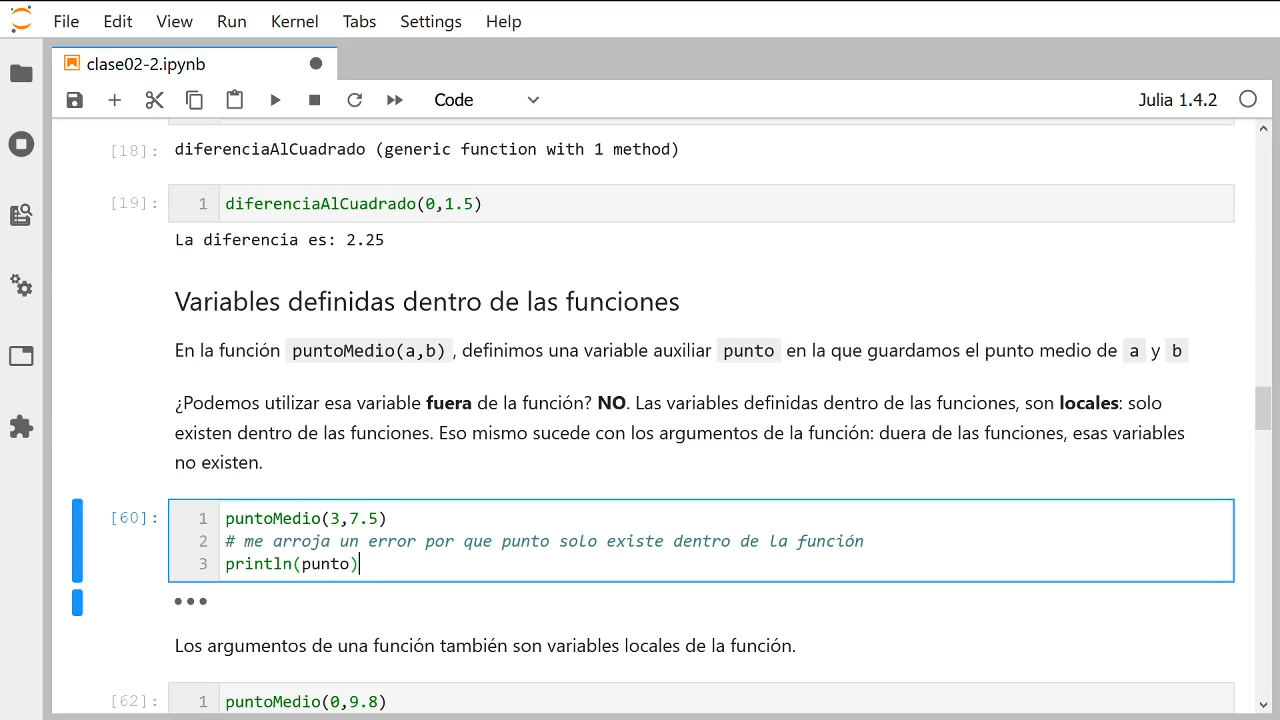 File Edit View Run Kernel Tabs Settings Help
clase02-2.ipynb
Code Julia 1.4.2
[18]: diferenciaAlCuadrado (generic function with 1 method)
[19]: 1 diferenciaAlCuadrado(0,1.5)
La diferencia es: 2.25
Variables definidas dentro de las funciones
En la función puntoMedio(a,b) , definimos una variable auxiliar punto en la que guardamos el punto medio de a y b
¿Podemos utilizar esa variable fuera de la función? NO. Las variables definidas dentro de las funciones, son locales: solo
existen dentro de las funciones. Eso mismo sucede con los argumentos de la función: duera de las funciones, esas variables
no existen.
[60]: 1 puntoMedio(3,7.5)
2 # me arroja un error por que punto solo existe dentro de la función
3 println(punto)
Los argumentos de una función también son variables locales de la función.
[62]: 1 puntoMedio(0,9.8)